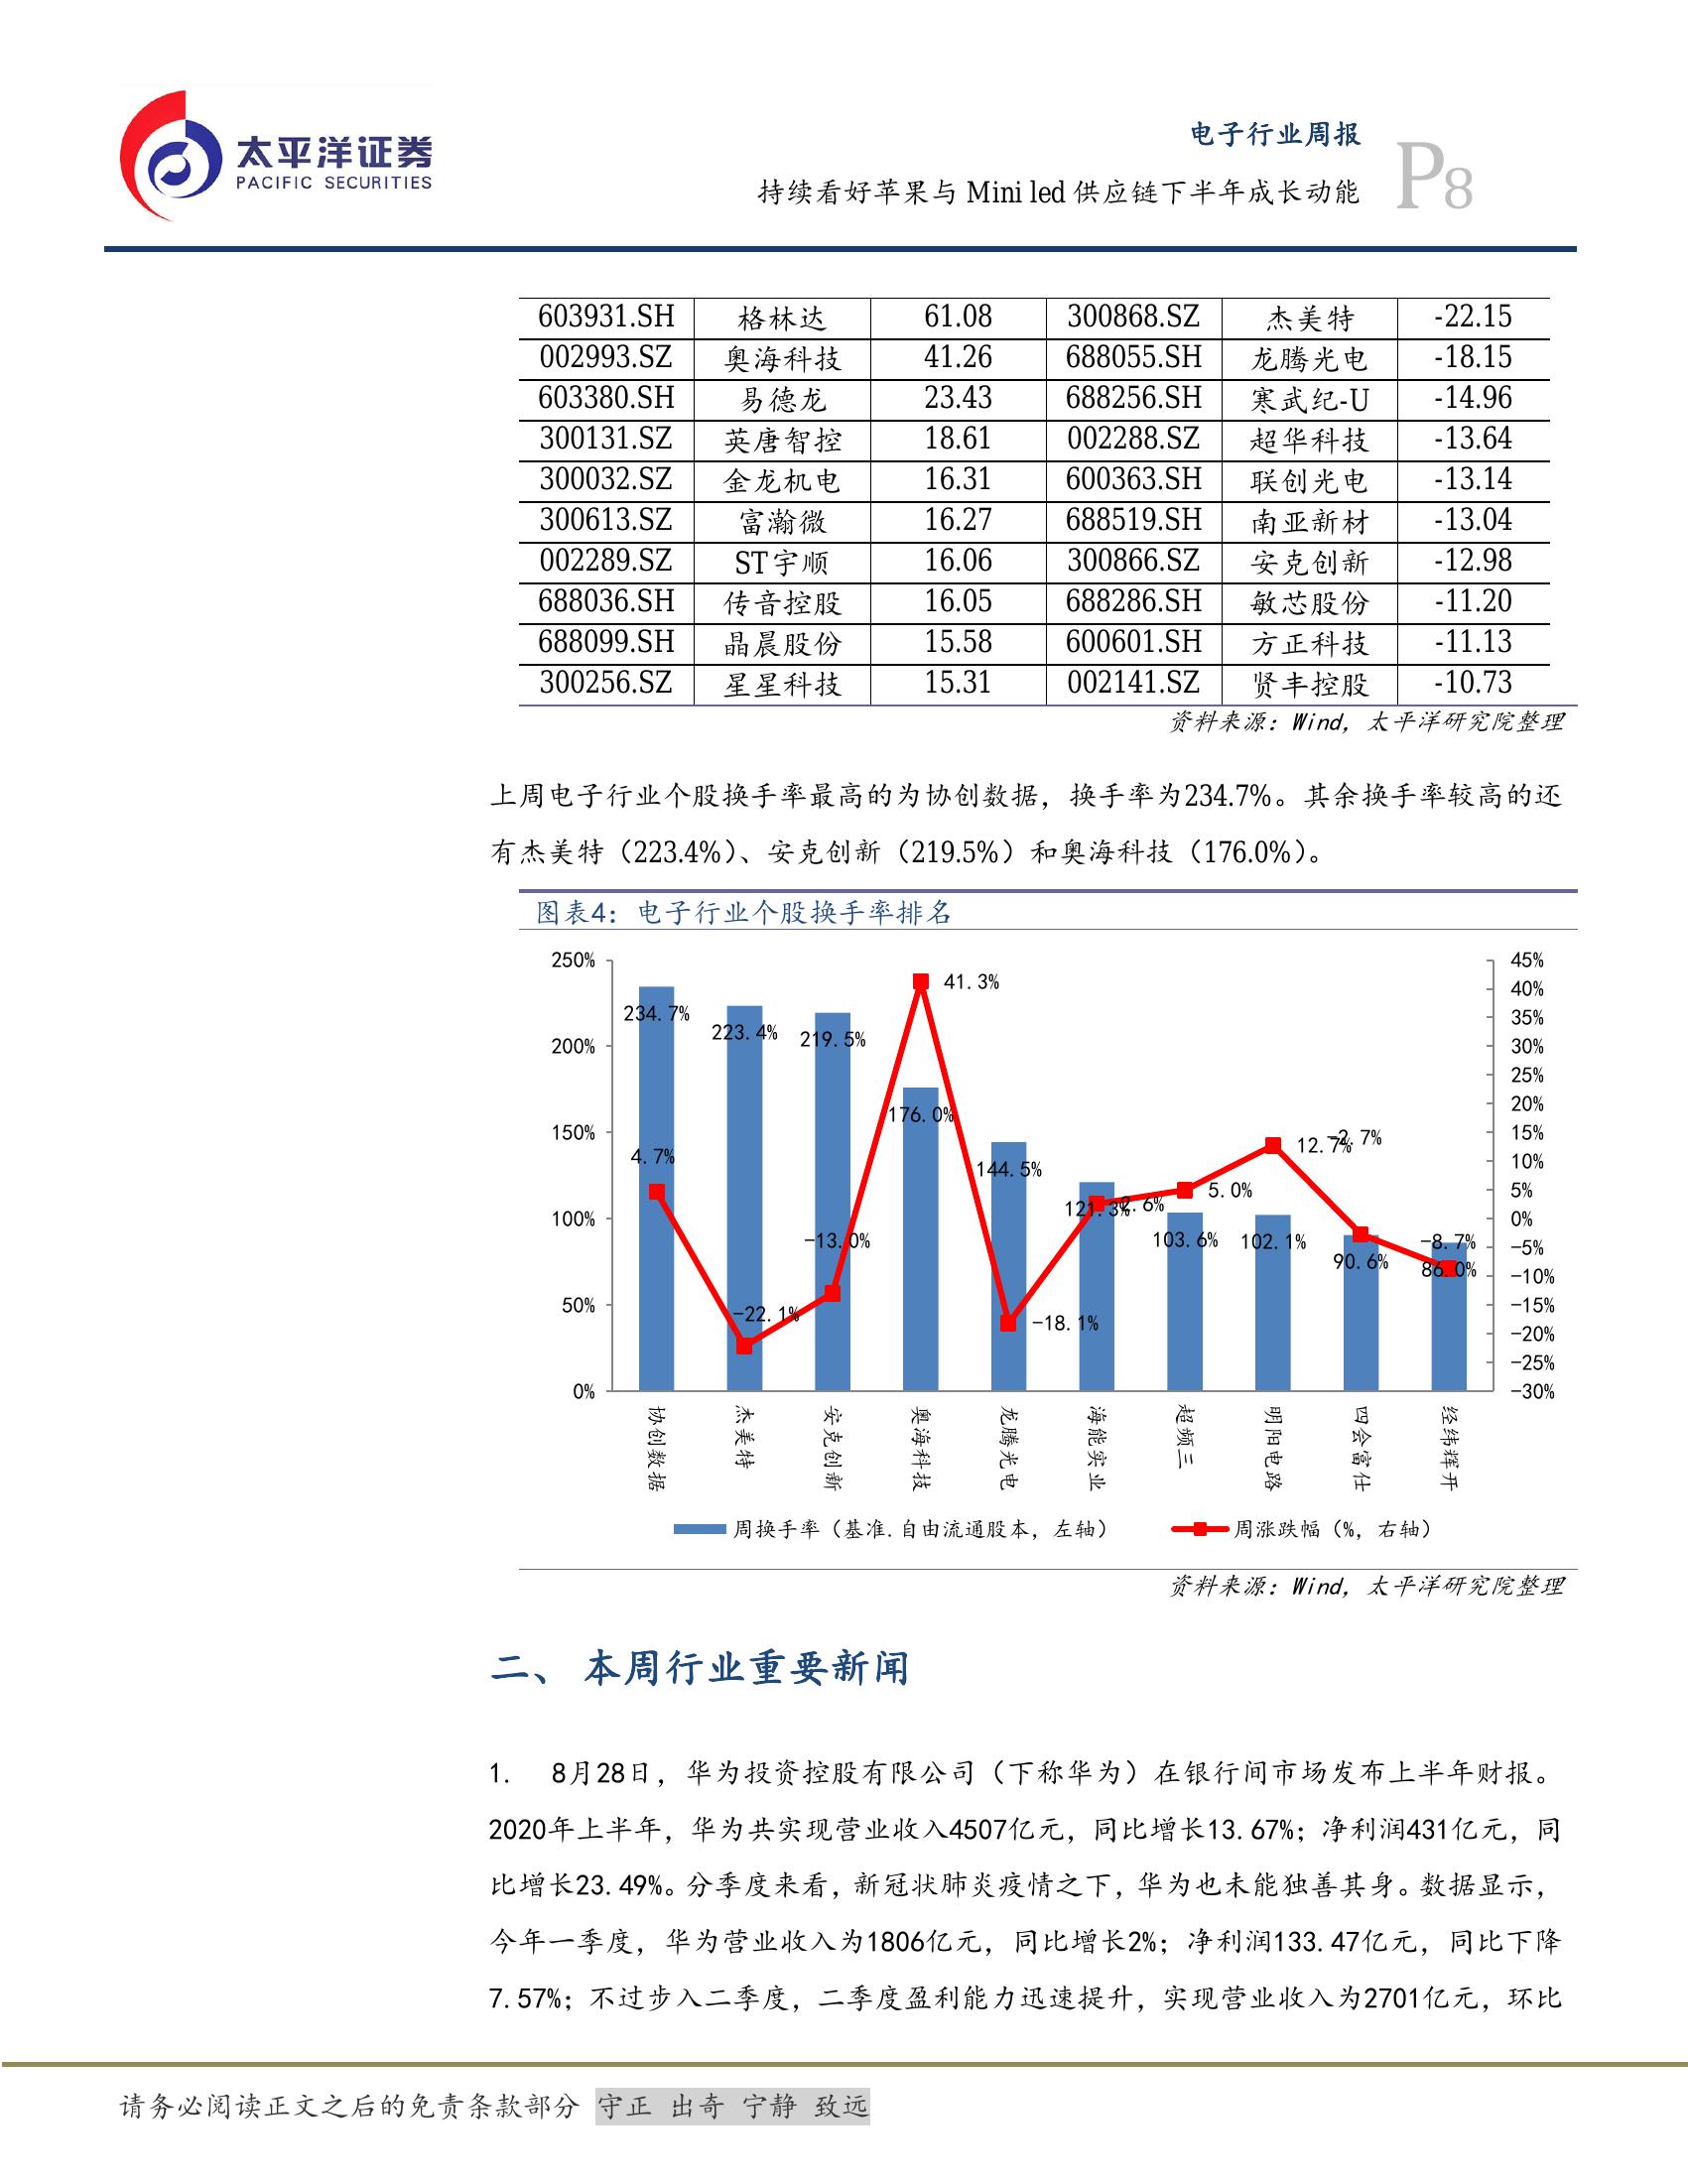 太平洋证券
PACIFIC SECURITIES
电子行业周报
持续看好苹果与 Mini led 供应链下半年成长动能
P8
603931.SH 格林达 61.08 300868.SZ 杰美特 -22.15
002993.SZ 奥海科技 41.26 688055.SH 龙腾光电 -18.15
603380.SH 易德龙 23.43 688256.SH 寒武纪-U -14.96
300131.SZ 英唐智控 18.61 002288.SZ 超华科技 -13.64
300032.SZ 金龙机电 16.31 600363.SH 联创光电 -13.14
300613.SZ 富瀚微 16.27 688519.SH 南亚新材 -13.04
002289.SZ ST宇顺 16.06 300866.SZ 安克创新 -12.98
688036.SH 传音控股 16.05 688286.SH 敏芯股份 -11.20
688099.SH 晶晨股份 15.58 600601.SH 方正科技 -11.13
300256.SZ 星星科技 15.31 002141.SZ 贤丰控股 -10.73
资料来源：Wind，太平洋研究院整理
上周电子行业个股换手率最高的为协创数据，换手率为234.7%。其余换手率较高的还
有杰美特（223.4%）、安克创新（219.5%）和奥海科技（176.0%）。
图表4：电子行业个股换手率排名
250%
200%
150%
100%
50%
0%
234.7%
223.4%
219.5%
176.0%
144.5%
121.3%
103.6%
102.1%
90.6%
86.0%
4.7%
-22.1%
-13.0%
41.3%
-18.1%
2.6%
5.0%
12.7%
-2.7%
-8.7%
45%
40%
35%
30%
25%
20%
15%
10%
5%
0%
-5%
-10%
-15%
-20%
-25%
-30%
协创数据
杰美特
安克创新
奥海科技
龙腾光电
海能实业
超频三
明阳电路
四会富仕
经纬辉开
周换手率（基准.自由流通股本，左轴）
周涨跌幅（%，右轴）
资料来源：Wind，太平洋研究院整理
二、 本周行业重要新闻
1. 8月28日，华为投资控股有限公司（下称华为）在银行间市场发布上半年财报。
2020年上半年，华为共实现营业收入4507亿元，同比增长13.67%；净利润431亿元，同
比增长23.49%。分季度来看，新冠状肺炎疫情之下，华为也未能独善其身。数据显示，
今年一季度，华为营业收入为1806亿元，同比增长2%；净利润133.47亿元，同比下降
7.57%；不过步入二季度，二季度盈利能力迅速提升，实现营业收入为2701亿元，环比
请务必阅读正文之后的免责条款部分 守正 出奇 宁静 致远